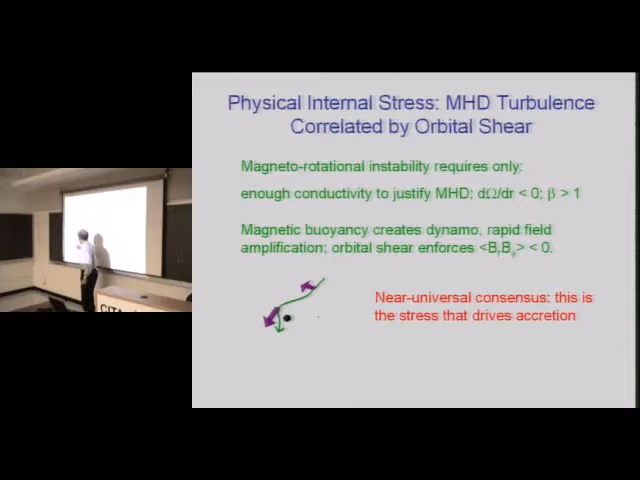 Physical Internal Stress: MHD Turbulence
Correlated by Orbital Shear
Magneto-rotational instability requires only:
enough conductivity to justify MHD; dΩ/dr < 0; β > 1
Magnetic buoyancy creates dynamo, rapid field
amplification; orbital shear enforces <BrBφ> < 0.
Near-universal consensus: this is
the stress that drives accretion
CITA